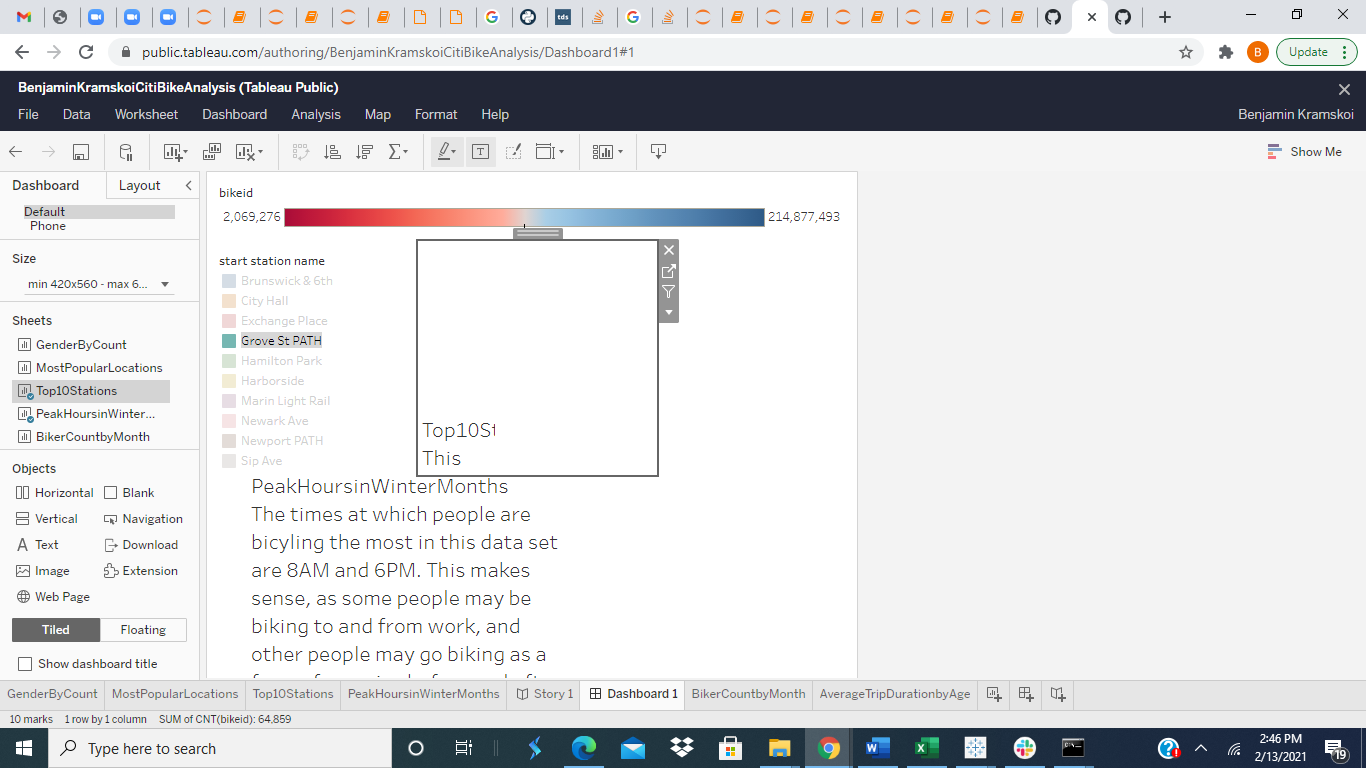 tds
public.tableau.com/authoring/BenjaminKramskoiCitiBikeAnalysis/Dashboard1#1
B
Update
BenjaminKramskoiCitiBikeAnalysis (Tableau Public)
File Data Worksheet Dashboard Analysis Map Format Help
Benjamin Kramskoi
Show Me
Dashboard Layout
Default
Phone
Size
min 420x560 - max 6...
Sheets
GenderByCount
MostPopularLocations
Top10Stations
PeakHoursinWinter...
BikerCountbyMonth
Objects
Horizontal Blank
Vertical Navigation
Text Download
Image Extension
Web Page
Tiled Floating
Show dashboard title
bikeid
2,069,276 214,877,493
start station name
Brunswick & 6th
City Hall
Exchange Place
Grove St PATH
Hamilton Park
Harborside
Marin Light Rail
Newark Ave
Newport PATH
Sip Ave
Top10St
This
PeakHoursinWinterMonths
The times at which people are
bicyling the most in this data set
are 8AM and 6PM. This makes
sense, as some people may be
biking to and from work, and
other people may go biking as a
GenderByCount MostPopularLocations Top10Stations PeakHoursinWinterMonths Story 1 Dashboard 1 BikerCountbyMonth AverageTripDurationbyAge
10 marks 1 row by 1 column SUM of CNT(bikeid): 64,859
Type here to search
2:46 PM
2/13/2021
19